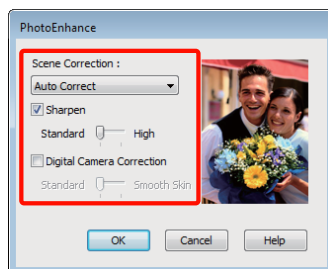 PhotoEnhance
Scene Correction :
Auto Correct
Sharpen
Standard High
Digital Camera Correction
Standard Smooth Skin
OK Cancel Help